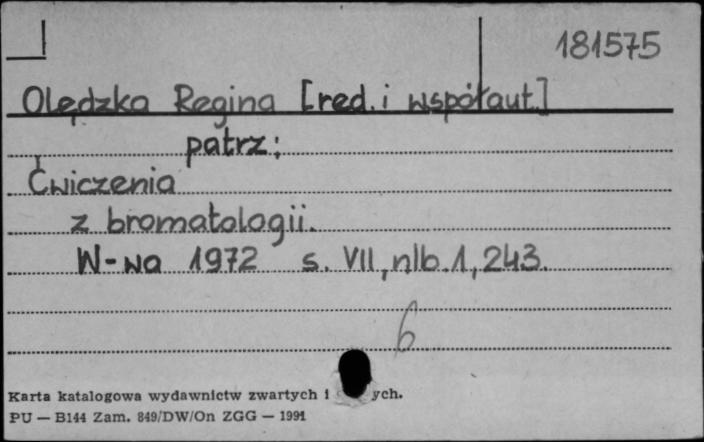 181575
Olędzka Regina [red. i współaut.]
patrz:
Ćwiczenia
z bromatologii.
W-wa 1972 s. VII, nlb. 1, 243.
6
Karta katalogowa wydawnictw zwartych i ych.
PU — B144 Zam. 849/DW/On ZGG — 1991